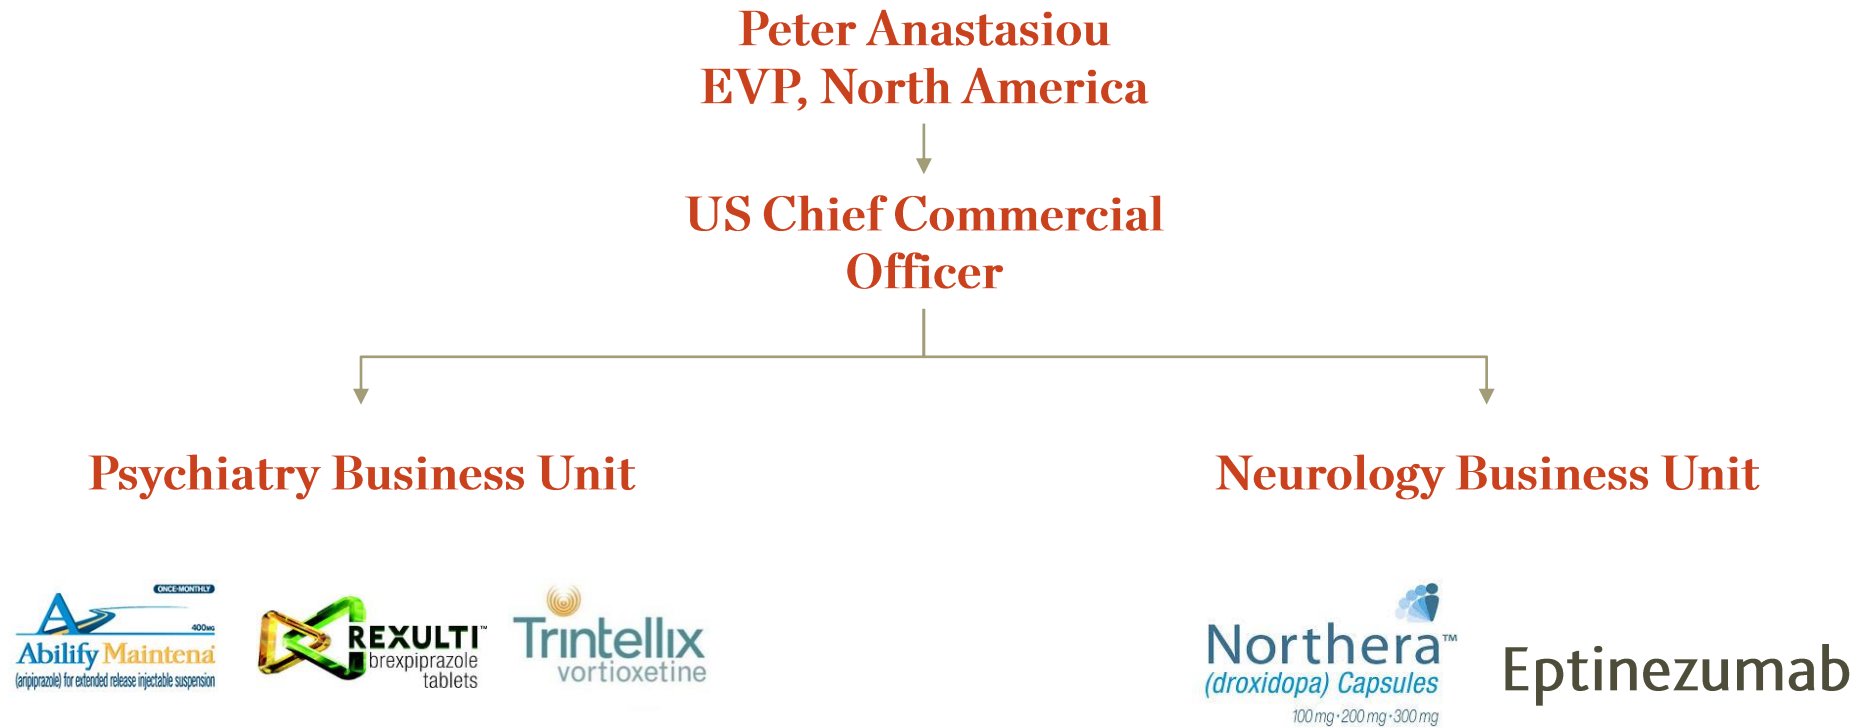 Peter Anastasiou
EVP, North America
US Chief Commercial
Officer
Psychiatry Business Unit
Neurology Business Unit
ONCE-MONTHLY
400MG
Abilify Maintena
(aripiprazole) for extended release injectable suspension
REXULTI™
brexpiprazole
tablets
Trintellix
vortioxetine
Northera™
(droxidopa) Capsules
100 mg • 200 mg • 300 mg
Eptinezumab